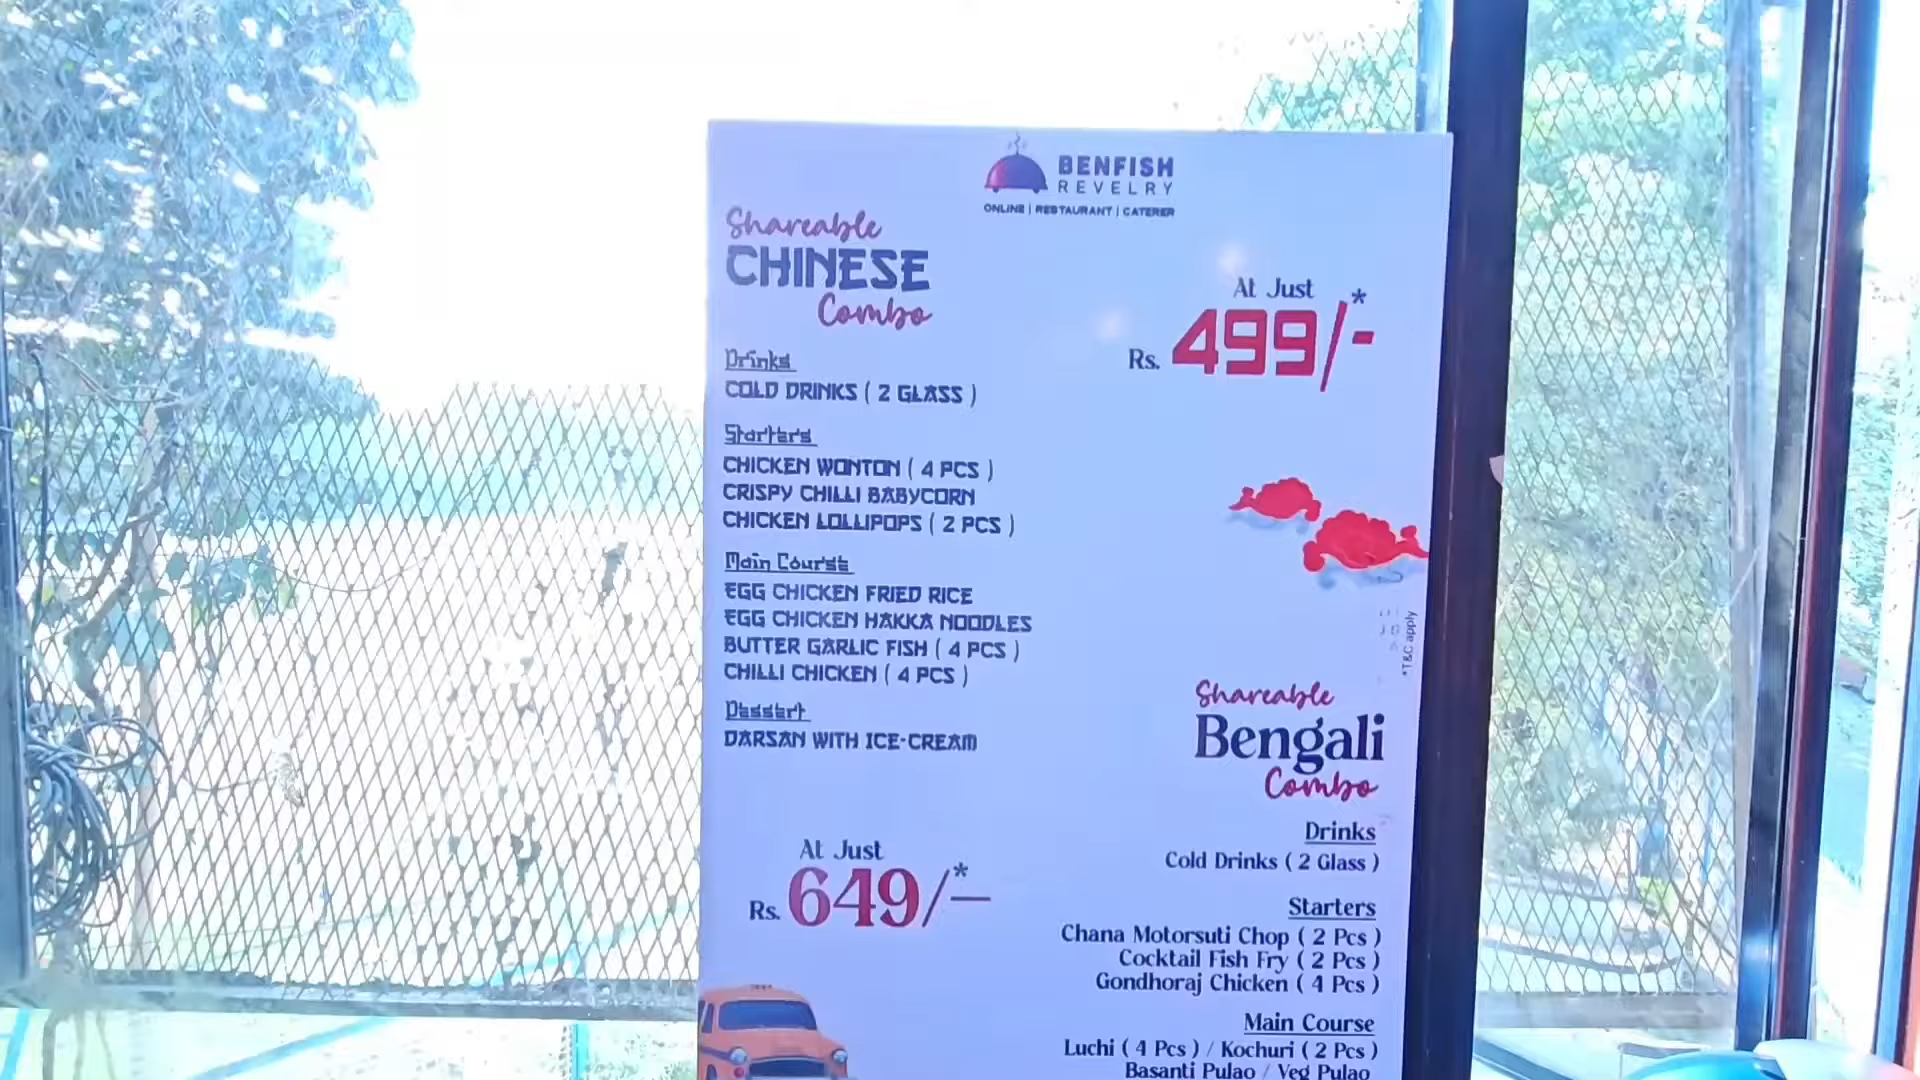 BENFISH
REVELRY
ONLINE | RESTAURANT | CATERER
Shareable
CHINESE
Combo
At Just
Rs. 499/-*
Drinks
COLD DRINKS ( 2 GLASS )
Starters
CHICKEN WONTON ( 4 PCS )
CRISPY CHILLI BABYCORN
CHICKEN LOLLIPOPS ( 2 PCS )
Main Course
EGG CHICKEN FRIED RICE
EGG CHICKEN HAKKA NOODLES
BUTTER GARLIC FISH ( 4 PCS )
CHILLI CHICKEN ( 4 PCS )
Dessert
DARSAN WITH ICE-CREAM
*T&C apply
Shareable
Bengali
Combo
At Just
Rs. 649/-*
Drinks
Cold Drinks ( 2 Glass )
Starters
Chana Motorsuti Chop ( 2 Pcs )
Cocktail Fish Fry ( 2 Pcs )
Gondhoraj Chicken ( 4 Pcs )
Main Course
Luchi ( 4 Pcs ) / Kochuri ( 2 Pcs )
Basanti Pulao / Veg Pulao